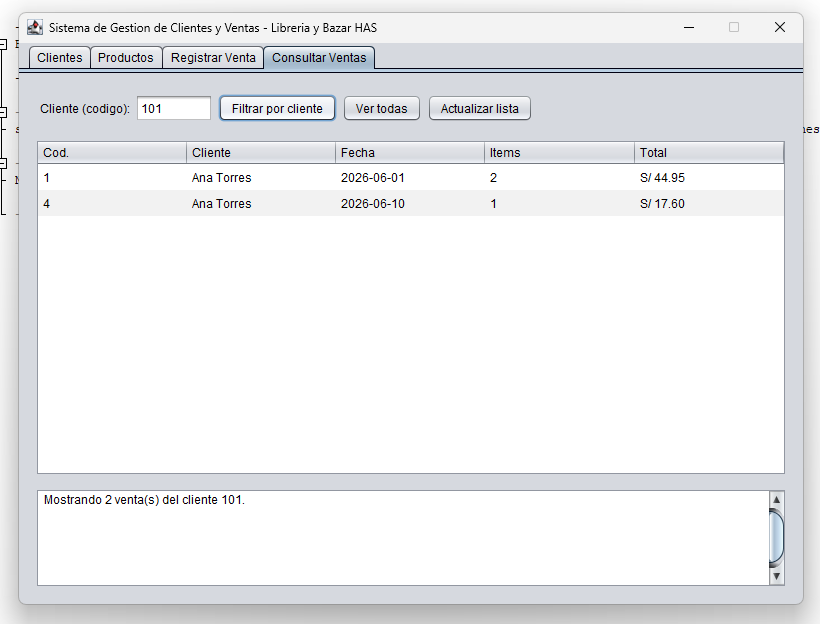 Sistema de Gestion de Clientes y Ventas - Libreria y Bazar HAS
Clientes Productos Registrar Venta Consultar Ventas
Cliente (codigo): 101 Filtrar por cliente Ver todas Actualizar lista
Cod. Cliente Fecha Items Total
1 Ana Torres 2026-06-01 2 S/ 44.95
4 Ana Torres 2026-06-10 1 S/ 17.60
Mostrando 2 venta(s) del cliente 101.